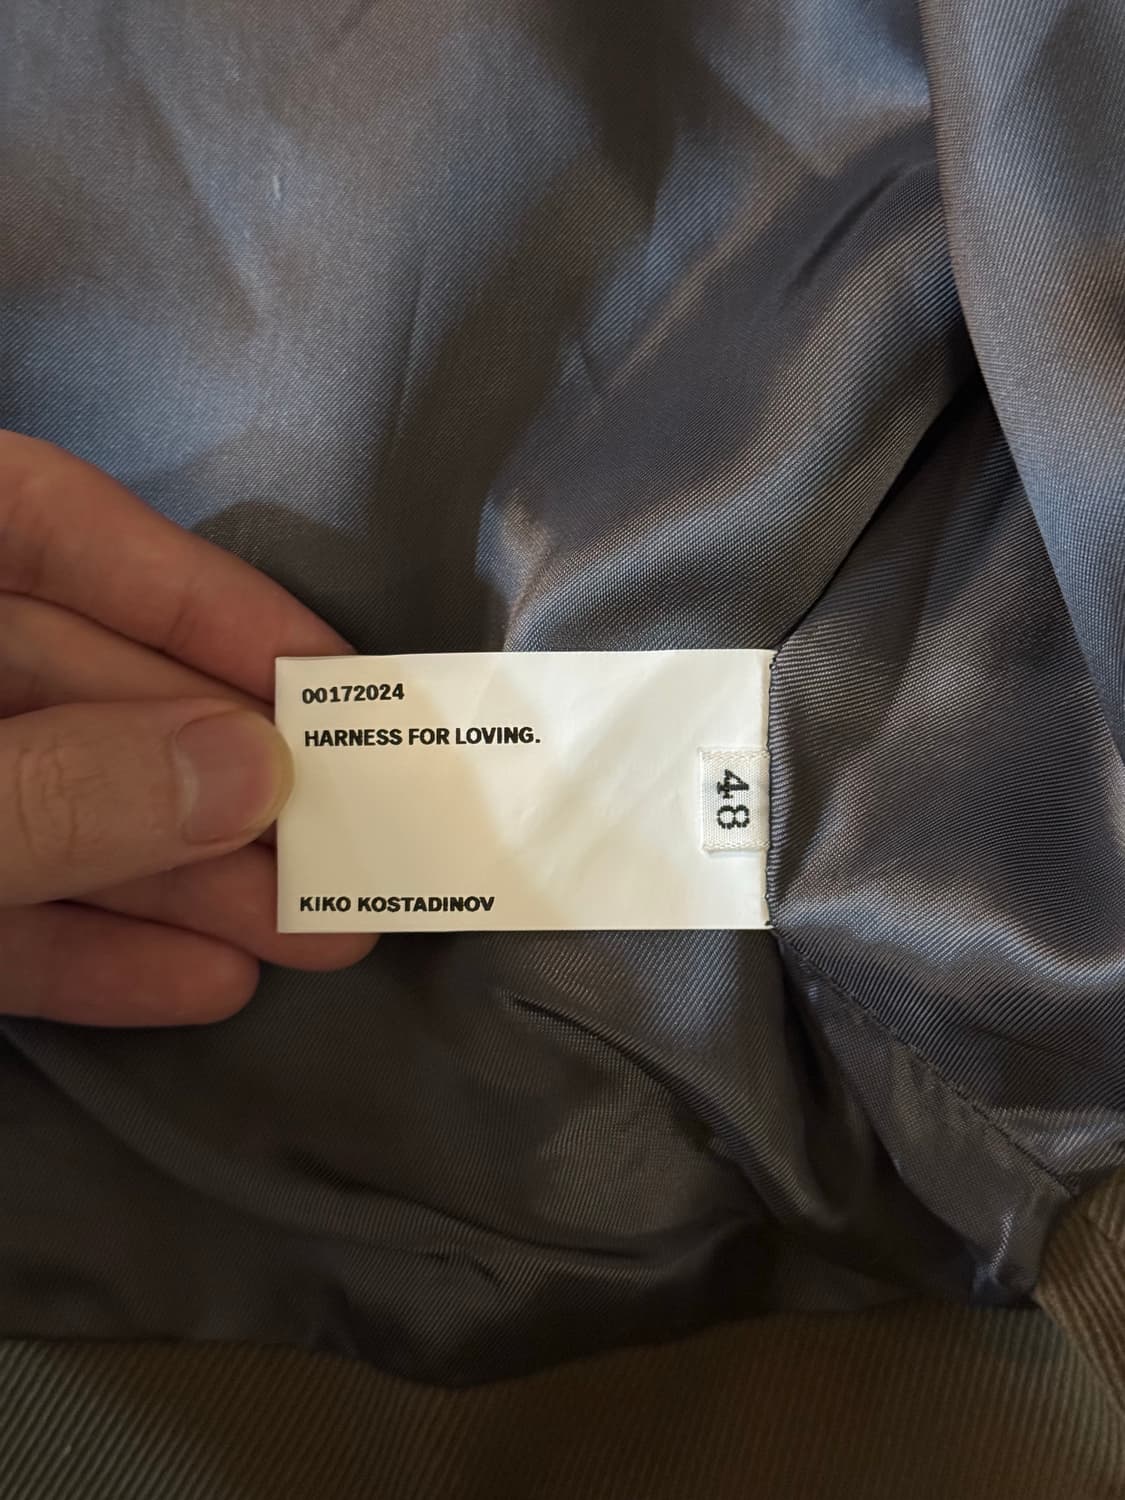 00172024
HARNESS FOR LOVING.
48
KIKO KOSTADINOV